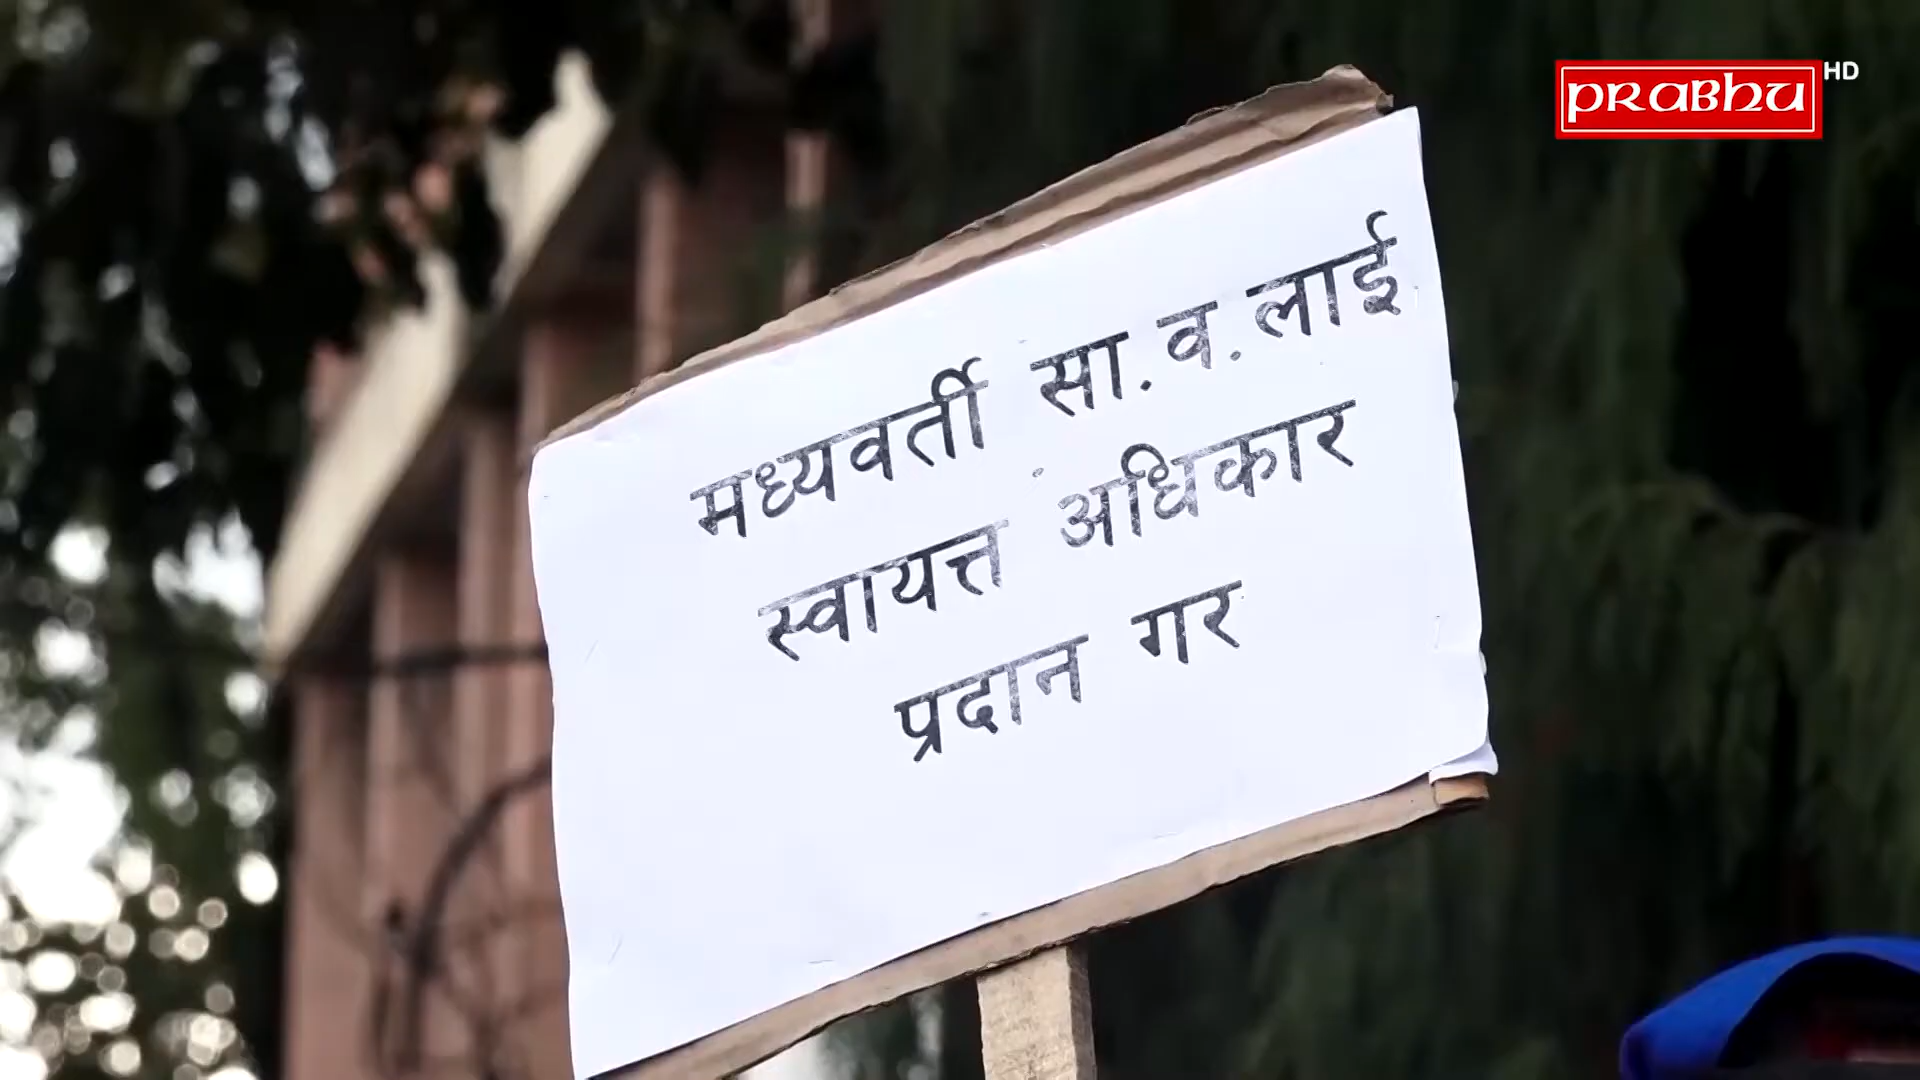 PRABHU HD
मध्यवर्ती सा.व.लाई
स्वायत्त अधिकार
प्रदान गर